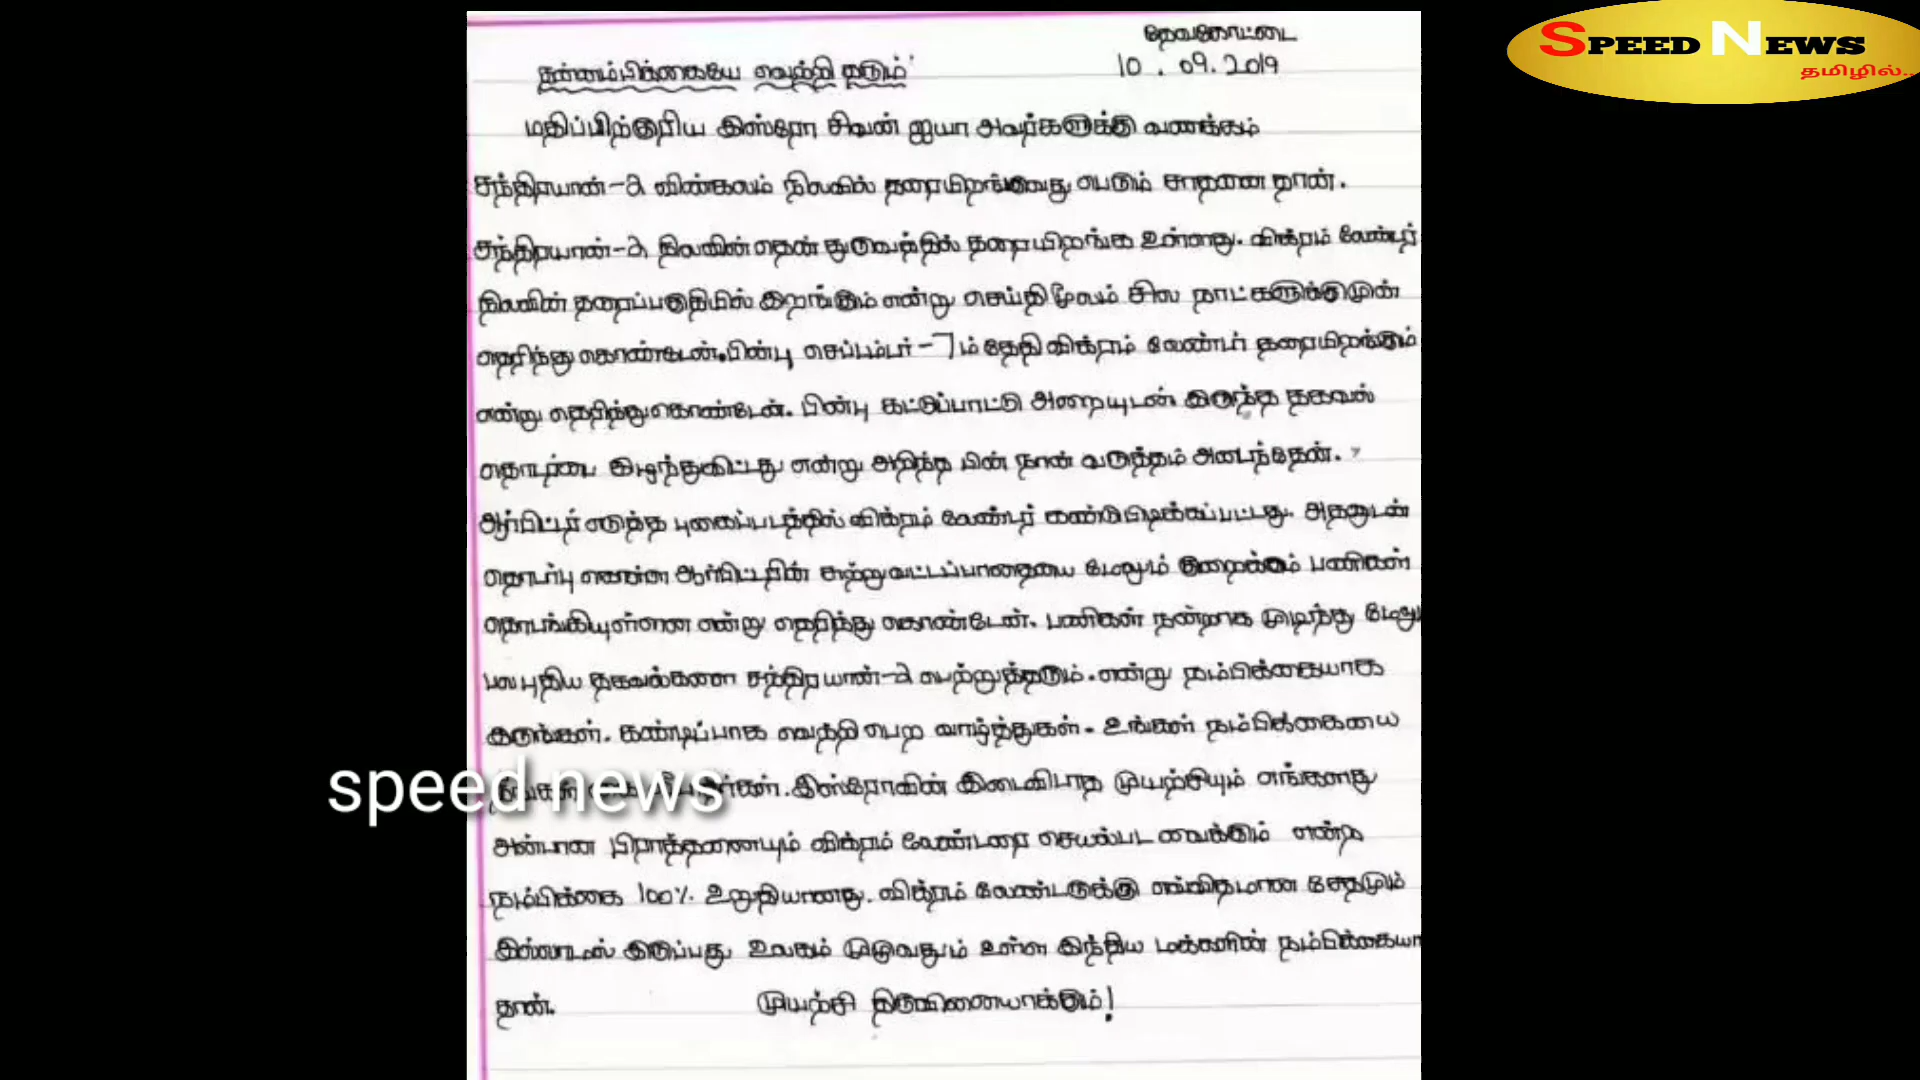 தேவகோட்டை
தன்னம்பிக்கையே வெற்றி தரும்
10.09.2019
SPEED NEWS
தமிழில்..
மதிப்பிற்குரிய இஸ்ரோ சிவன் ஐயா அவர்களுக்கு வணக்கம்
சந்திரயான்-2 விண்கலம் நிலவில் தரையிறங்குவது பெரும் சாதனை தான்.
சந்திரயான்-2 நிலவின் தென் துருவத்தில் தரையிறங்க உள்ளது. விக்ரம் லேண்டர்
நிலவின் தரைப்பகுதியில் இறங்கும் என்று செய்தி மூலம் சில நாட்களுக்குமுன்
தெரிந்து கொண்டேன். பின்பு செப்டம்பர்-7ம் தேதி விக்ரம் லேண்டர் தரையிறங்கும்
என்று தெரிந்து கொண்டேன். பின்பு கட்டுப்பாட்டு அறையுடன் இருந்த தகவல்
தொடர்பை இழந்துவிட்டது என்று அறிந்த பின் நான் வருத்தம் அடைந்தேன்.
ஆர்பிட்டர் எடுத்த புகைப்படத்தில் விக்ரம் லேண்டர் கண்டுபிடிக்கப்பட்டது. அதனுடன்
தொடர்பு கொள்ள ஆர்பிட்டரின் சுற்றுவட்டப்பாதையை மேலும் குறைக்கும் பணிகள்
தொடங்கியுள்ளன என்று தெரிந்து கொண்டேன். பணிகள் நன்றாக முடிந்து மேலு
பல புதிய தகவல்களை சந்திரயான்-2 பெற்றுத்தரும். என்று நம்பிக்கையாக
இருங்கள். கண்டிப்பாக வெற்றி பெற வாழ்த்துகள். உங்கள் நம்பிக்கையை
speed news
இஸ்ரோவின் இடைவிடாத முயற்சியும் எங்களது
அன்பான பிராத்தனையும் விக்ரம் லேண்டரை செயல்பட வைக்கும் என்ற
நம்பிக்கை 100% உறுதியானது. விக்ரம் லேண்டருக்கு எவ்விதமான சேதமும்
இல்லாமல் இருப்பது உலகம் முழுவதும் உள்ள இந்திய மக்களின் நம்பிக்கையா
தான்.
முயற்சி திருவினையாக்கும்!